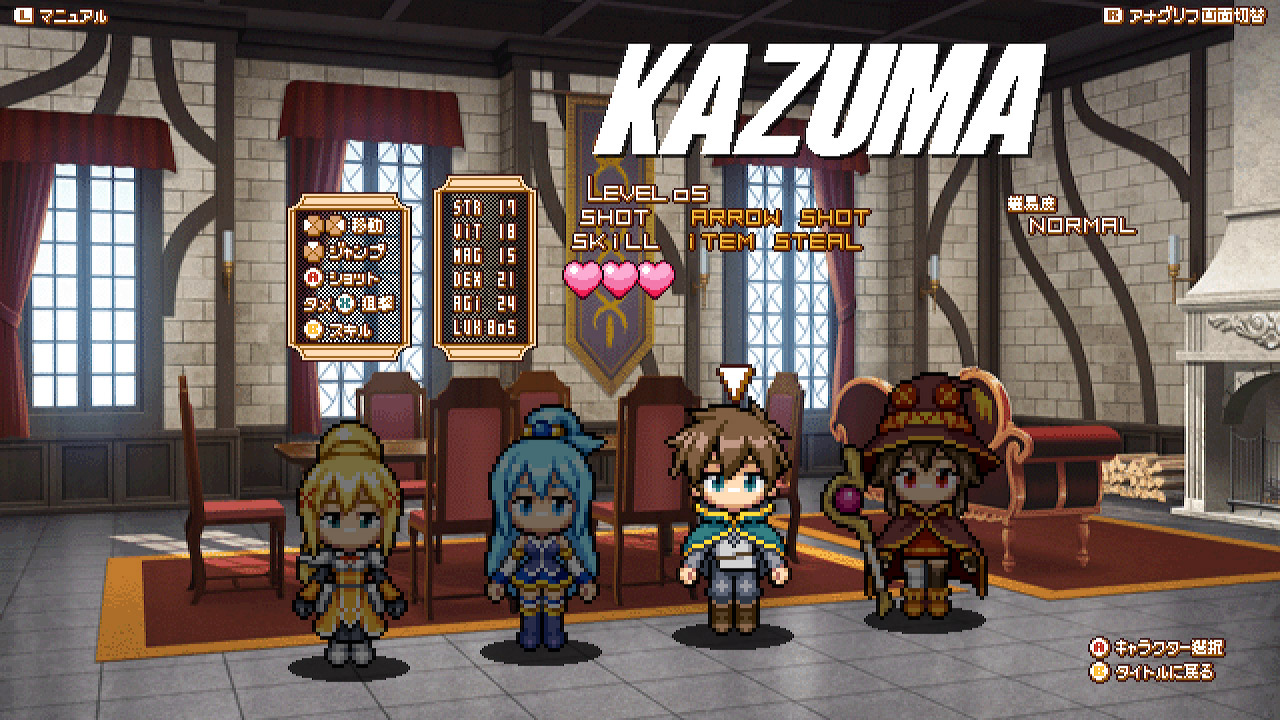 L マニュアル
R アナグリフ画面切替
KAZUMA
LEVEL 05
SHOT ARROW SHOT
SKILL ITEM STEAL
難易度
NORMAL
移動
ジャンプ
A ショット
タメ X 狙撃
B スキル
STR 17
VIT 18
MAG 15
DEX 21
AGI 24
LUK 805
A キャラクター選択
B タイトルに戻る